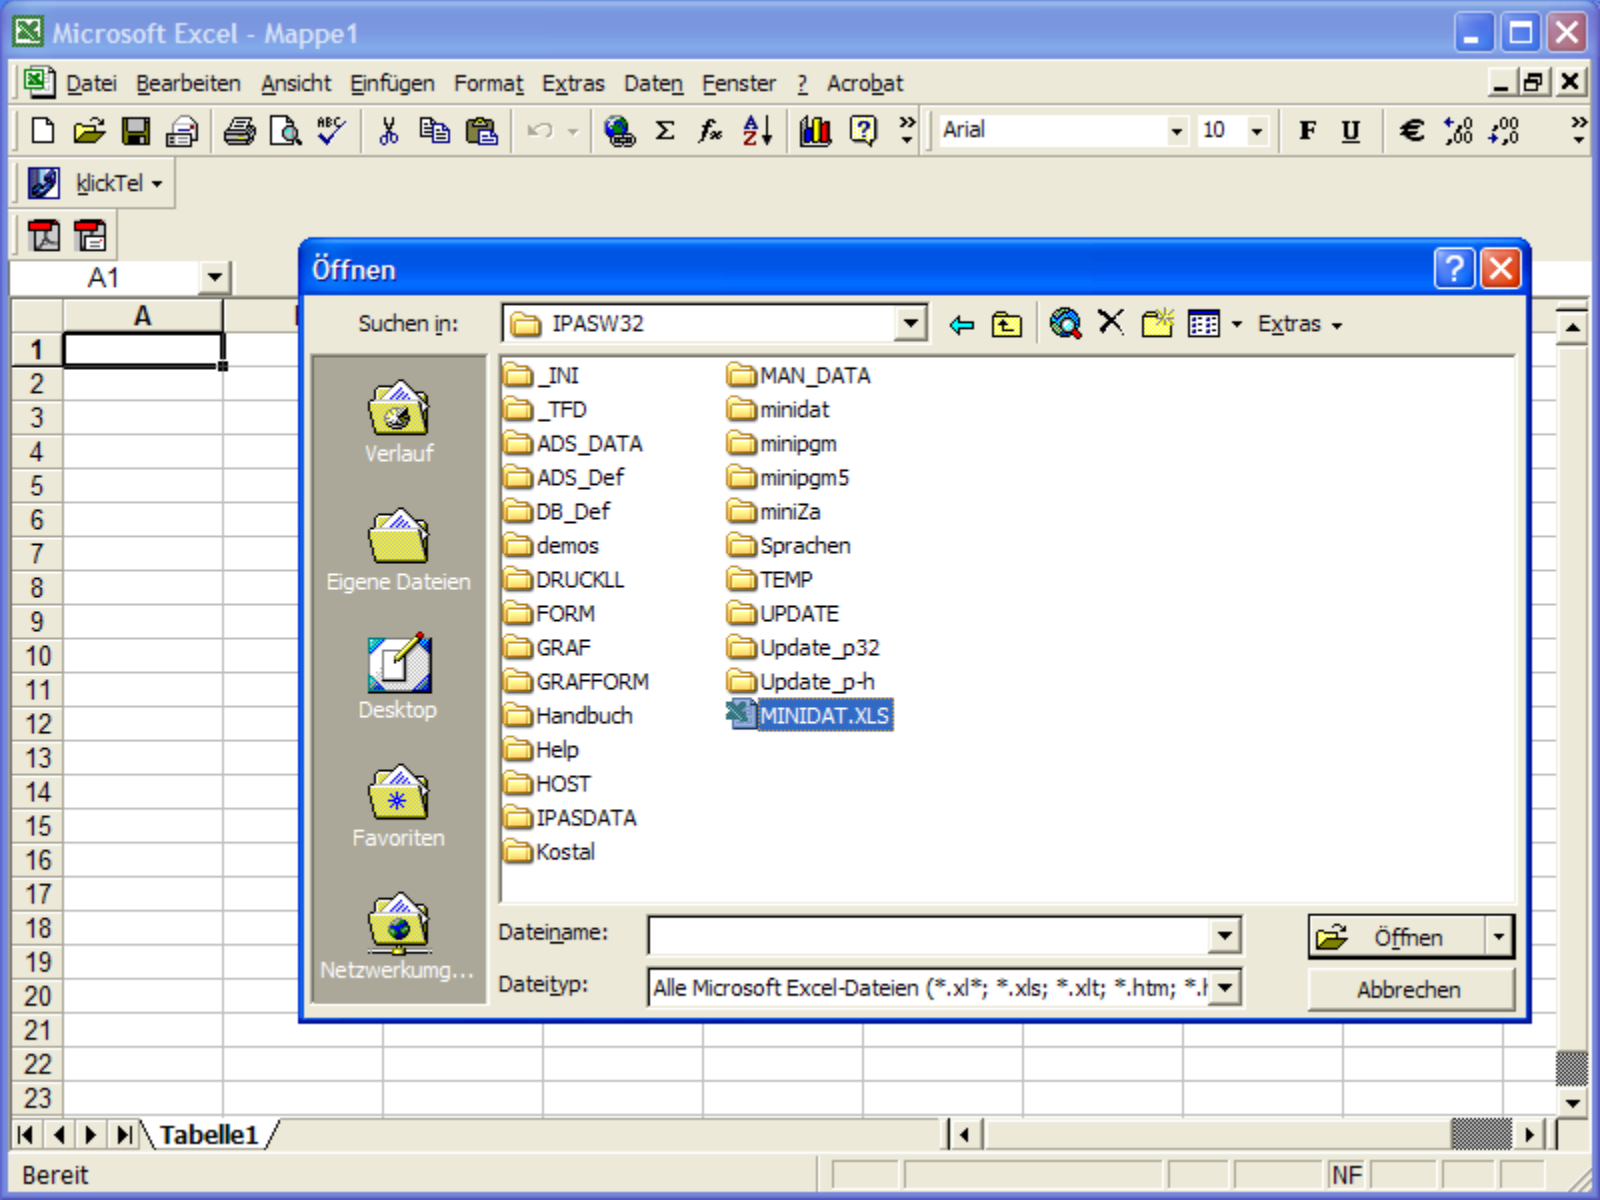 Microsoft Excel - Mappe1
Datei Bearbeiten Ansicht Einfügen Format Extras Daten Fenster ? Acrobat
Arial 10 F U €
klickTel
A1
Öffnen
Suchen in: IPASW32 Extras
A
1
2
3
4
5
6
7
8
9
10
11
12
13
14
15
16
17
18
19
20
21
22
23
Verlauf
Eigene Dateien
Desktop
Favoriten
Netzwerkumg...
_INI
_TFD
ADS_DATA
ADS_Def
DB_Def
demos
DRUCKLL
FORM
GRAF
GRAFFORM
Handbuch
Help
HOST
IPASDATA
Kostal
MAN_DATA
minidat
minipgm
minipgm5
miniZa
Sprachen
TEMP
UPDATE
Update_p32
Update_p-h
MINIDAT.XLS
Dateiname: Öffnen
Dateityp: Alle Microsoft Excel-Dateien (*.xl*; *.xls; *.xlt; *.htm; *. Abbrechen
Tabelle1
Bereit NF